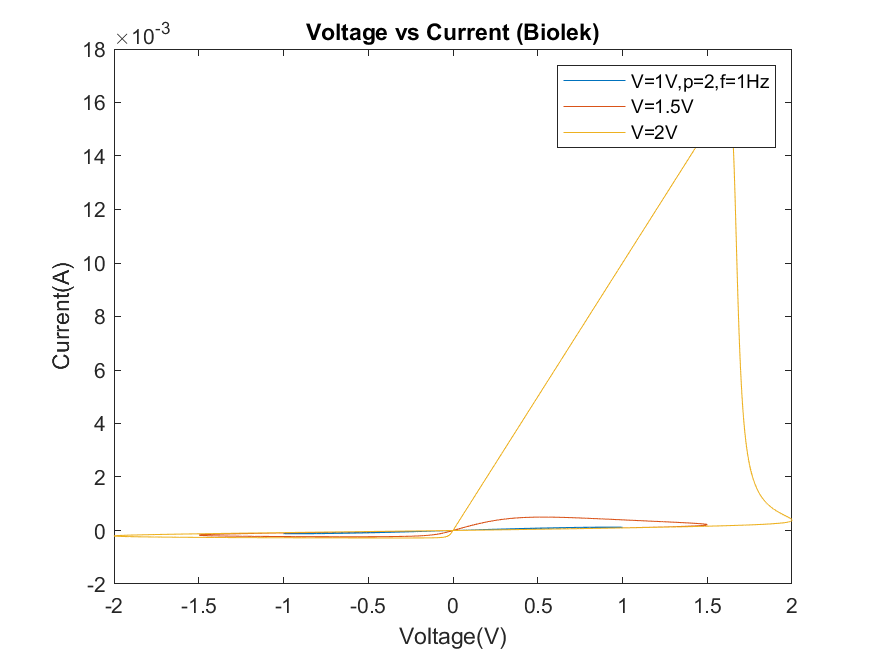 Voltage vs Current (Biolek)
×10-3
18
16
14
12
10
8
6
4
2
0
-2
Current(A)
V=1V,p=2,f=1Hz
V=1.5V
V=2V
-2 -1.5 -1 -0.5 0 0.5 1 1.5 2
Voltage(V)